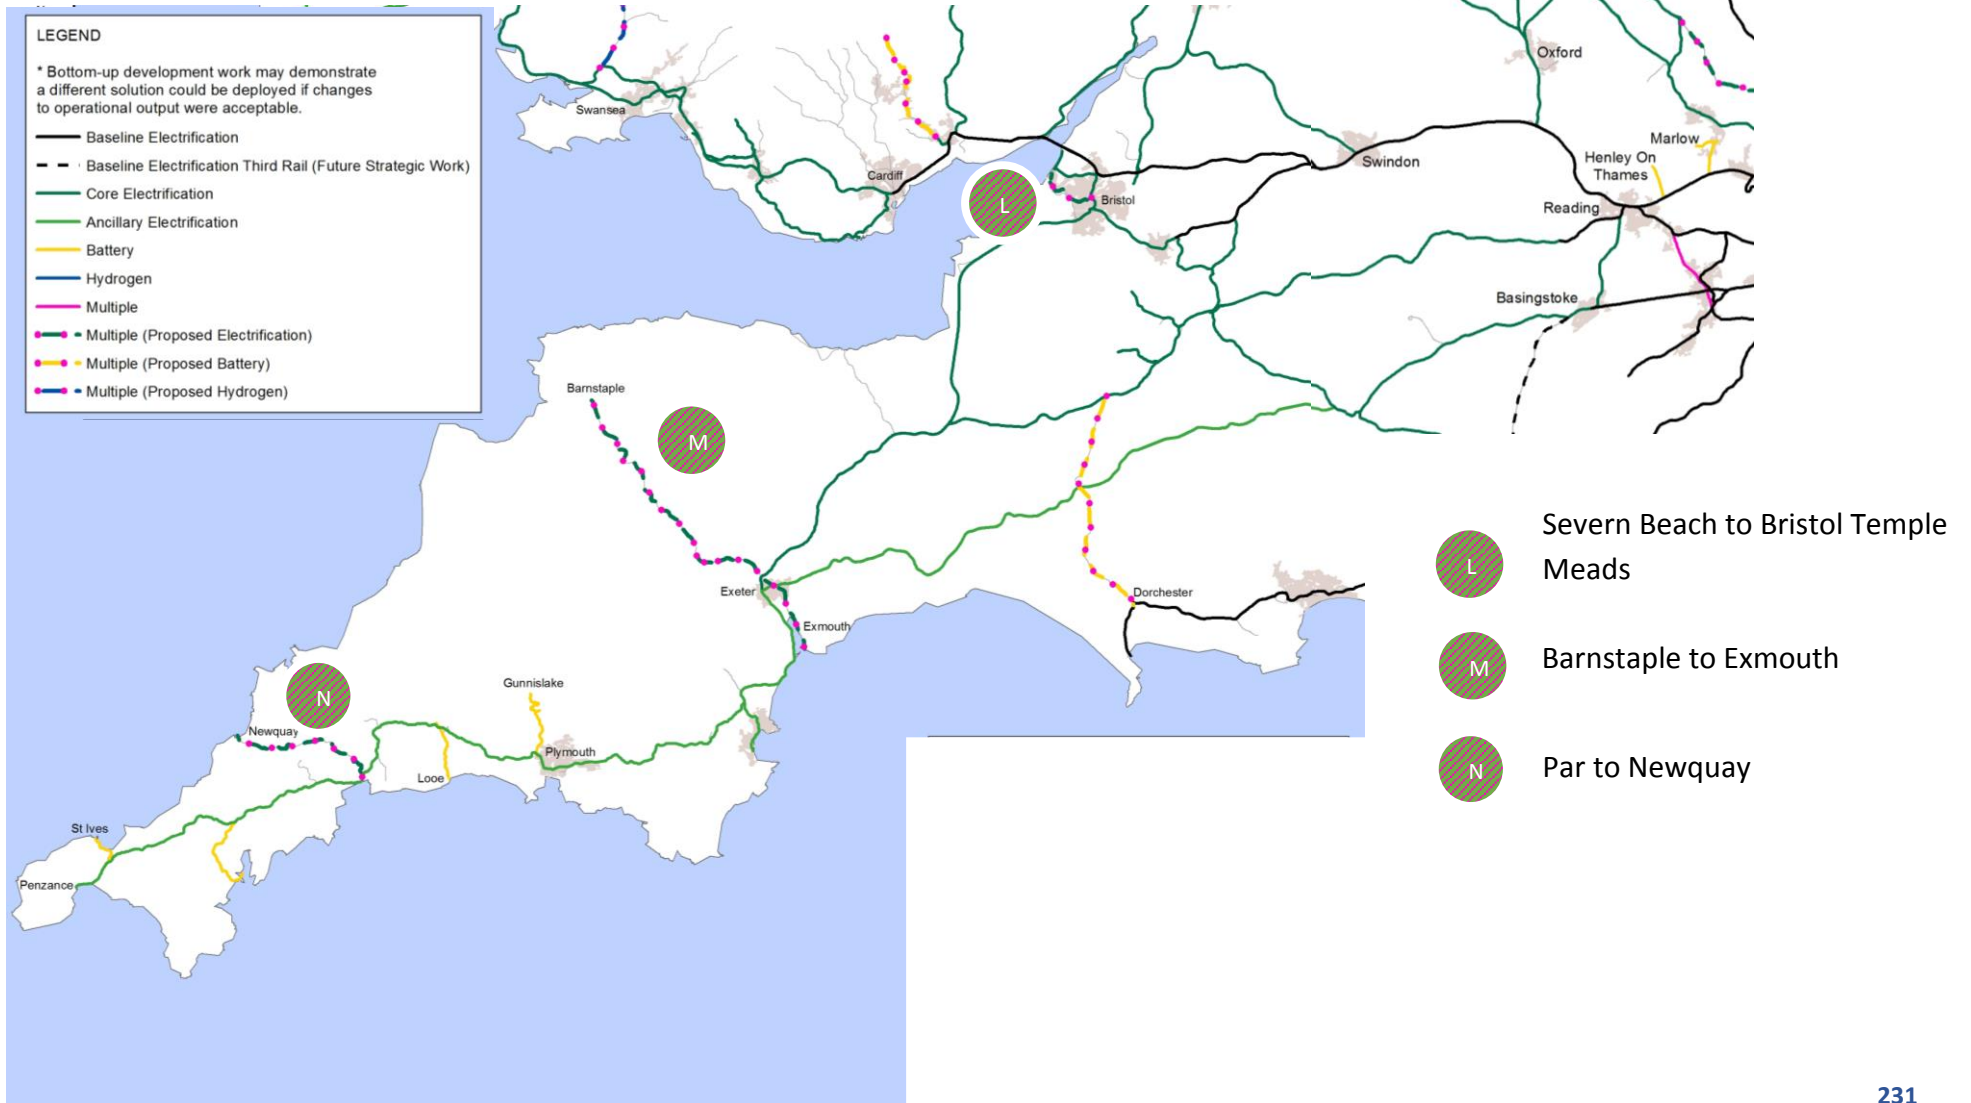 LEGEND
* Bottom-up development work may demonstrate
a different solution could be deployed if changes
to operational output were acceptable.
Baseline Electrification
Baseline Electrification Third Rail (Future Strategic Work)
Core Electrification
Ancillary Electrification
Battery
Hydrogen
Multiple
Multiple (Proposed Electrification)
Multiple (Proposed Battery)
Multiple (Proposed Hydrogen)
Oxford
Swansea
Marlow
Swindon
Henley On
Thames
Cardiff
L
Bristol
Reading
Basingstoke
Barnstaple
M
Exeter
Dorchester
Exmouth
Gunnislake
N
Newquay
Plymouth
Looe
St Ives
Penzance
L
Severn Beach to Bristol Temple
Meads
M
Barnstaple to Exmouth
N
Par to Newquay
231